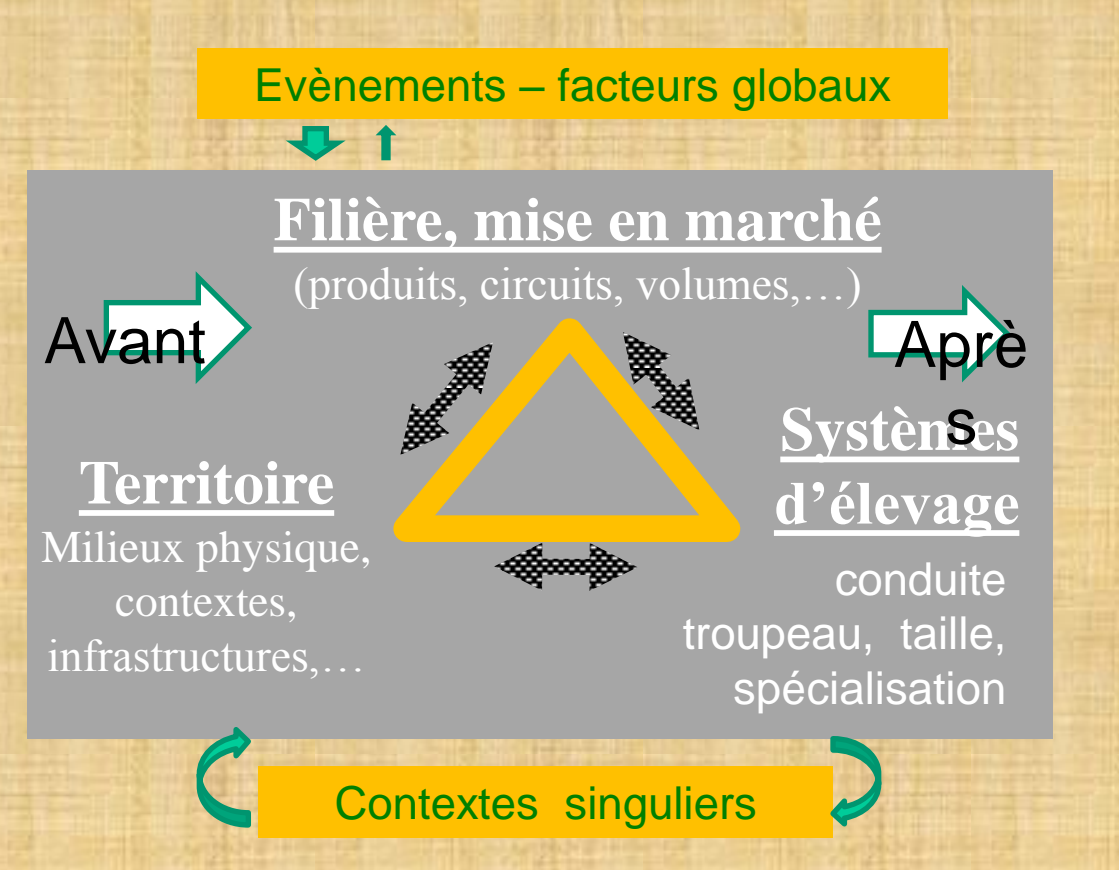 Evènements – facteurs globaux
Filière, mise en marché
(produits, circuits, volumes,…)
Avant
Aprè
s
Systèmes
d’élevage
Territoire
Milieux physique,
contextes,
infrastructures,…
conduite
troupeau, taille,
spécialisation
Contextes singuliers